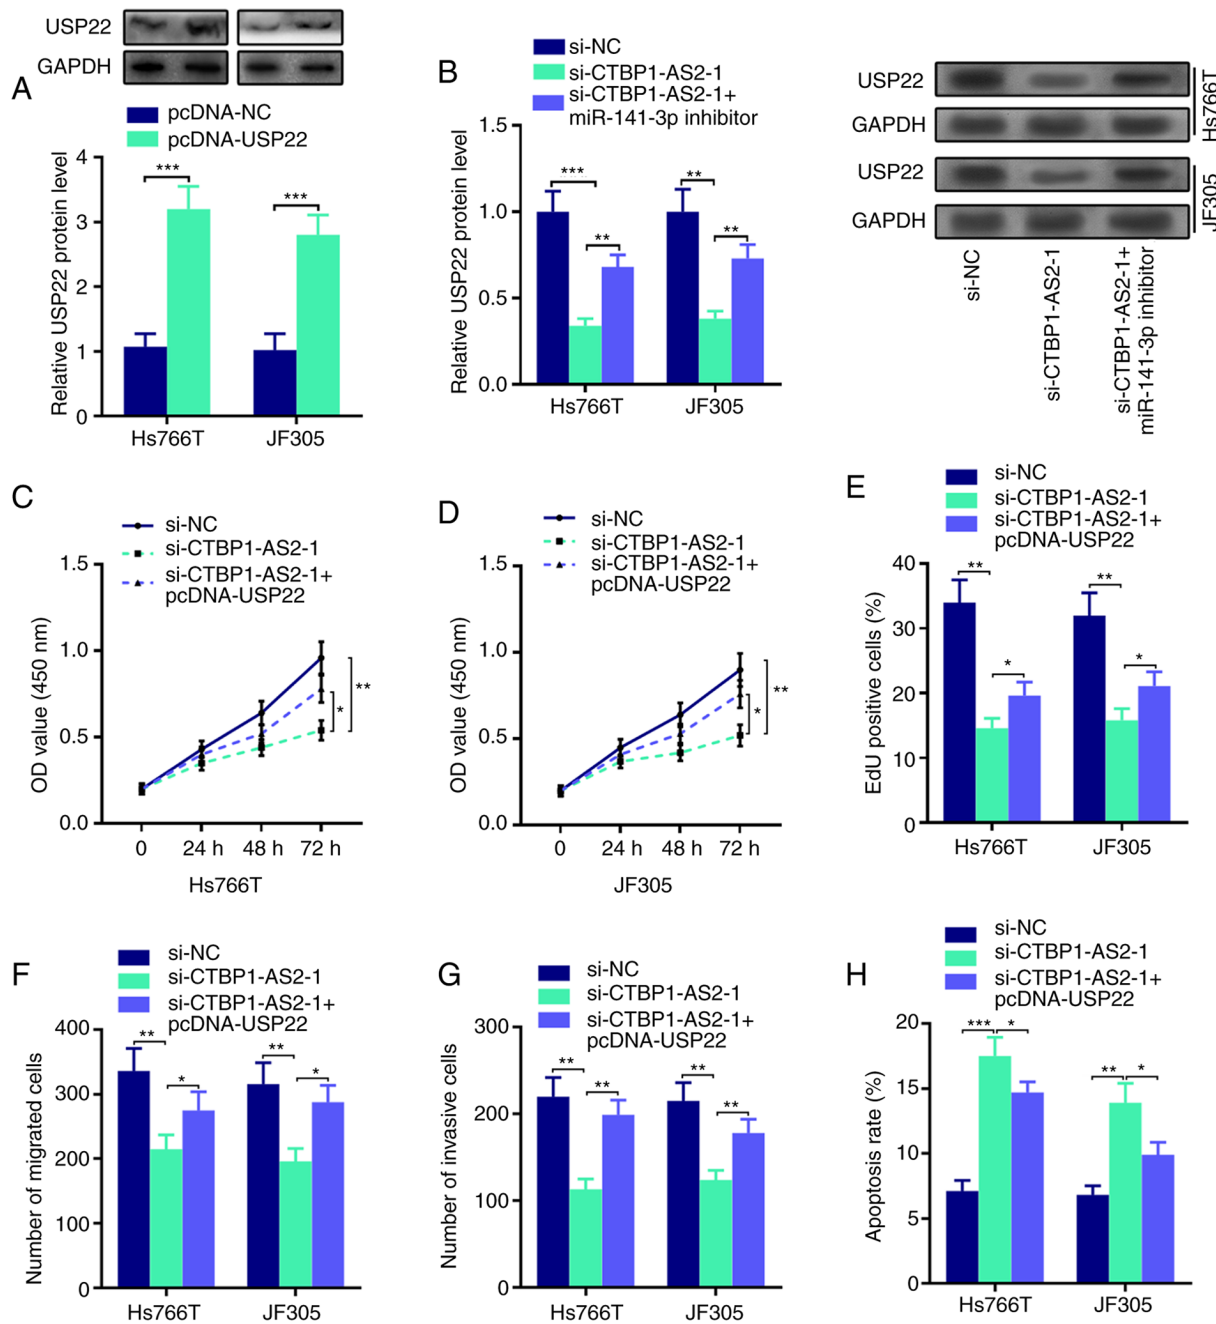 USP22
GAPDH
A
pcDNA-NC
pcDNA-USP22
Relative USP22 protein level
4
3
2
1
0
***
***
Hs766T
JF305
B
si-NC
si-CTBP1-AS2-1
si-CTBP1-AS2-1+
miR-141-3p inhibitor
Relative USP22 protein level
1.5
1.0
0.5
0.0
***
**
**
**
Hs766T
JF305
USP22
GAPDH
Hs766T
USP22
GAPDH
JF305
si-NC
si-CTBP1-AS2-1
si-CTBP1-AS2-1+
miR-141-3p inhibitor
C
si-NC
si-CTBP1-AS2-1
si-CTBP1-AS2-1+
pcDNA-USP22
OD value (450 nm)
1.5
1.0
0.5
0.0
**
*
0
24 h
48 h
72 h
Hs766T
D
si-NC
si-CTBP1-AS2-1
si-CTBP1-AS2-1+
pcDNA-USP22
OD value (450 nm)
1.5
1.0
0.5
0.0
**
*
0
24 h
48 h
72 h
JF305
E
si-NC
si-CTBP1-AS2-1
si-CTBP1-AS2-1+
pcDNA-USP22
EdU positive cells (%)
40
30
20
10
0
**
*
**
*
Hs766T
JF305
F
si-NC
si-CTBP1-AS2-1
si-CTBP1-AS2-1+
pcDNA-USP22
Number of migrated cells
400
300
200
100
0
**
*
**
*
Hs766T
JF305
G
si-NC
si-CTBP1-AS2-1
si-CTBP1-AS2-1+
pcDNA-USP22
Number of invasive cells
300
200
100
0
**
**
**
**
Hs766T
JF305
H
si-NC
si-CTBP1-AS2-1
si-CTBP1-AS2-1+
pcDNA-USP22
Apoptosis rate (%)
20
15
10
5
0
***
*
**
*
Hs766T
JF305